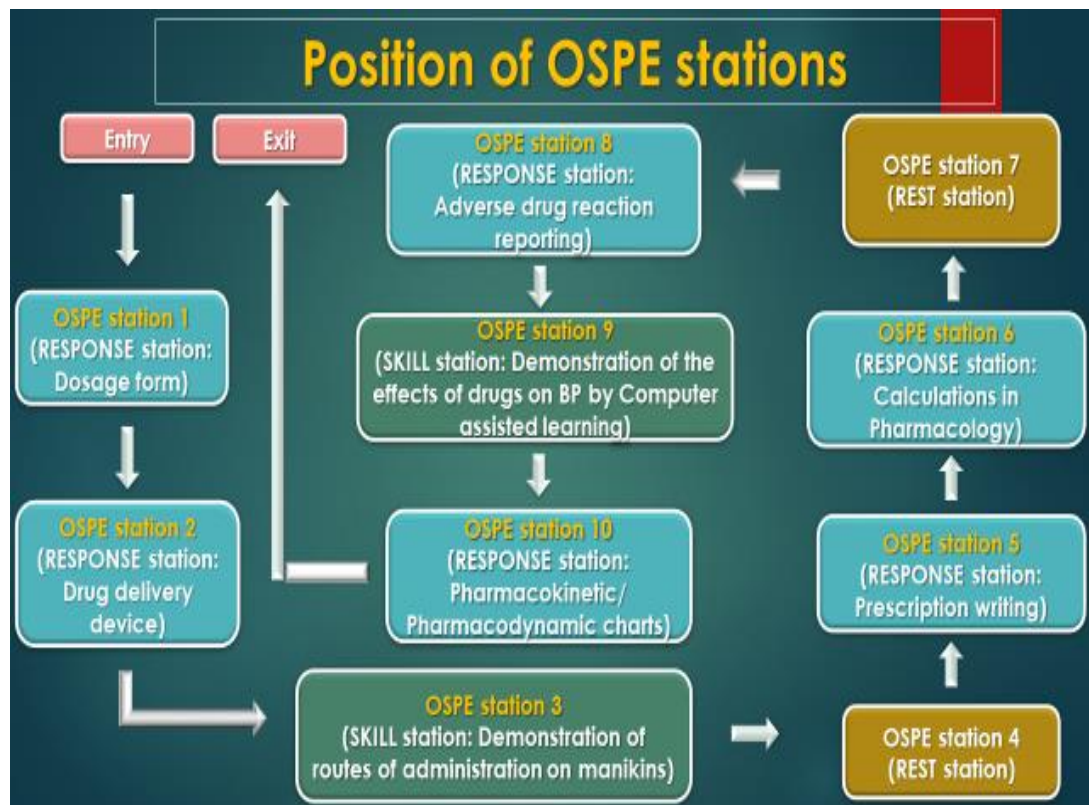 Position of OSPE stations
Entry
Exit
OSPE station 1
(RESPONSE station:
Dosage form)
OSPE station 2
(RESPONSE station:
Drug delivery
device)
OSPE station 3
(SKILL station: Demonstration of
routes of administration on manikins)
OSPE station 4
(REST station)
OSPE station 5
(RESPONSE station:
Prescription writing)
OSPE station 6
(RESPONSE station:
Calculations in
Pharmacology)
OSPE station 7
(REST station)
OSPE station 8
(RESPONSE station:
Adverse drug reaction
reporting)
OSPE station 9
(SKILL station: Demonstration of the
effects of drugs on BP by Computer
assisted learning)
OSPE station 10
(RESPONSE station:
Pharmacokinetic/
Pharmacodynamic charts)